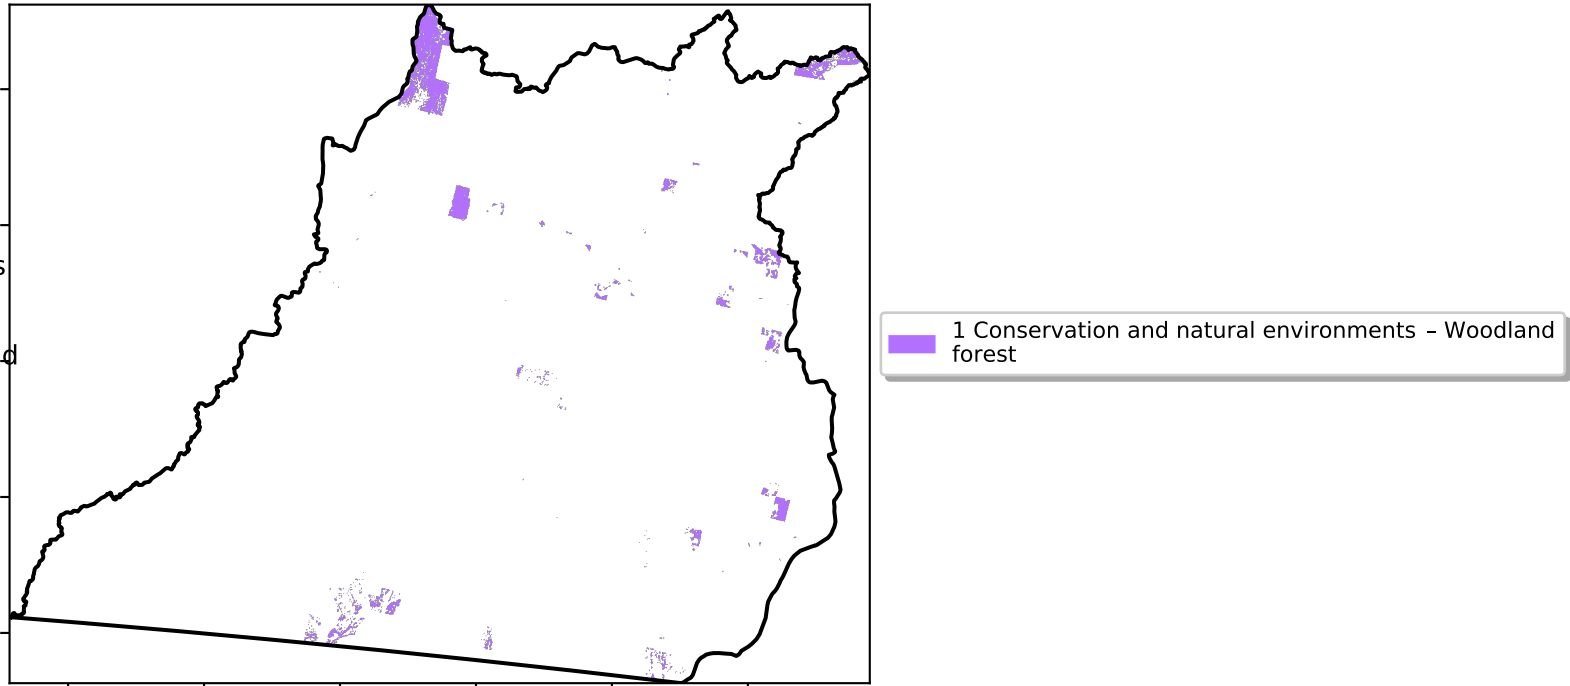 s
d
1 Conservation and natural environments – Woodland
forest